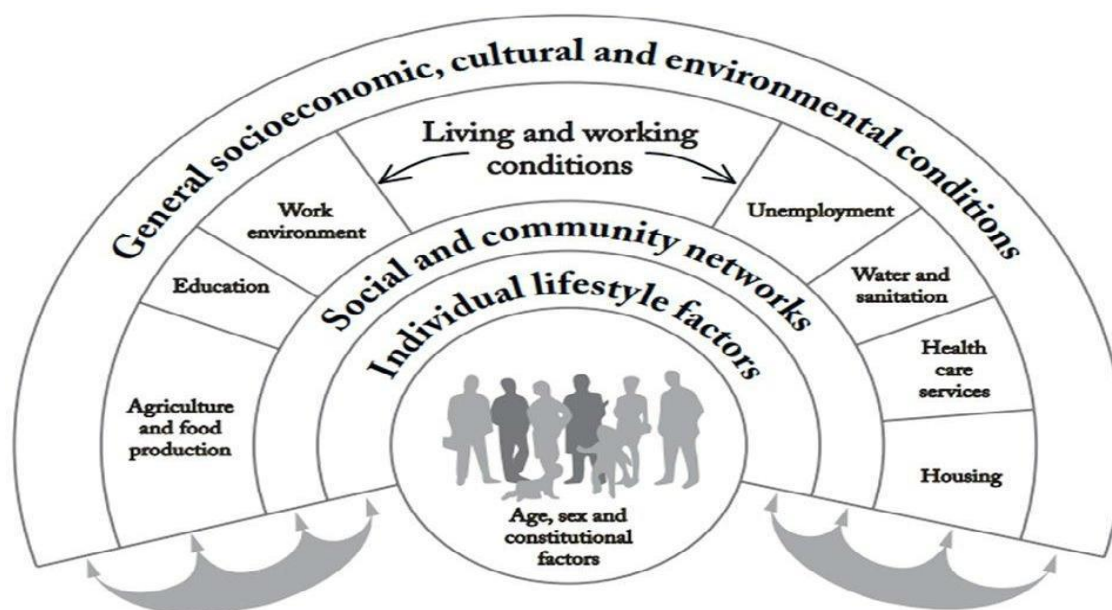 General socioeconomic, cultural and environmental conditions
Living and working
conditions
Work
environment
Unemployment
Education
Water and
sanitation
Agriculture
and food
production
Health
care
services
Housing
Social and community networks
Individual lifestyle factors
Age, sex and
constitutional
factors